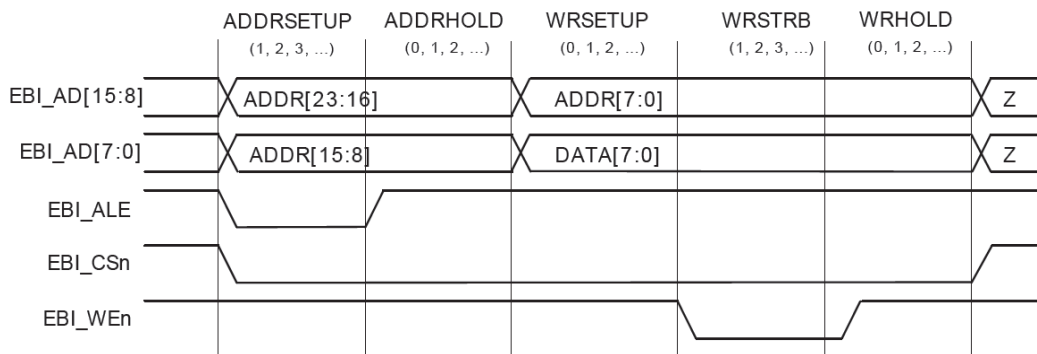 ADDRSETUP ADDRHOLD WRSETUP WRSTRB WRHOLD
(1, 2, 3, ...) (0, 1, 2, ...) (0, 1, 2, ...) (1, 2, 3, ...) (0, 1, 2, ...)
EBI_AD[15:8] ADDR[23:16] ADDR[7:0] Z
EBI_AD[7:0] ADDR[15:8] DATA[7:0] Z
EBI_ALE
EBI_CSn
EBI_WEn